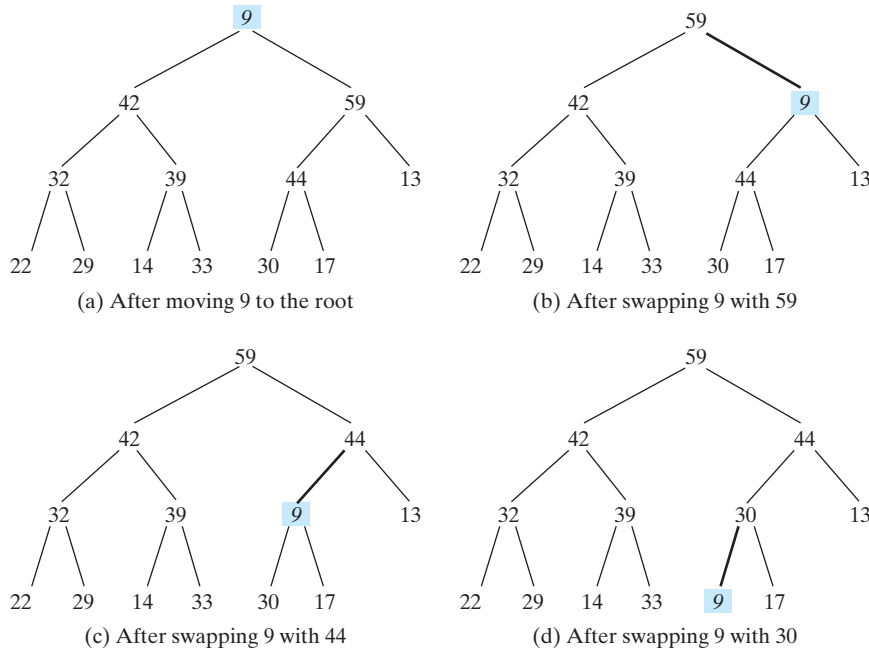 9
42 59
32 39 44 13
22 29 14 33 30 17
(a) After moving 9 to the root
59
42 9
32 39 44 13
22 29 14 33 30 17
(b) After swapping 9 with 59
59
42 44
32 39 9 13
22 29 14 33 30 17
(c) After swapping 9 with 44
59
42 44
32 39 30 13
22 29 14 33 9 17
(d) After swapping 9 with 30